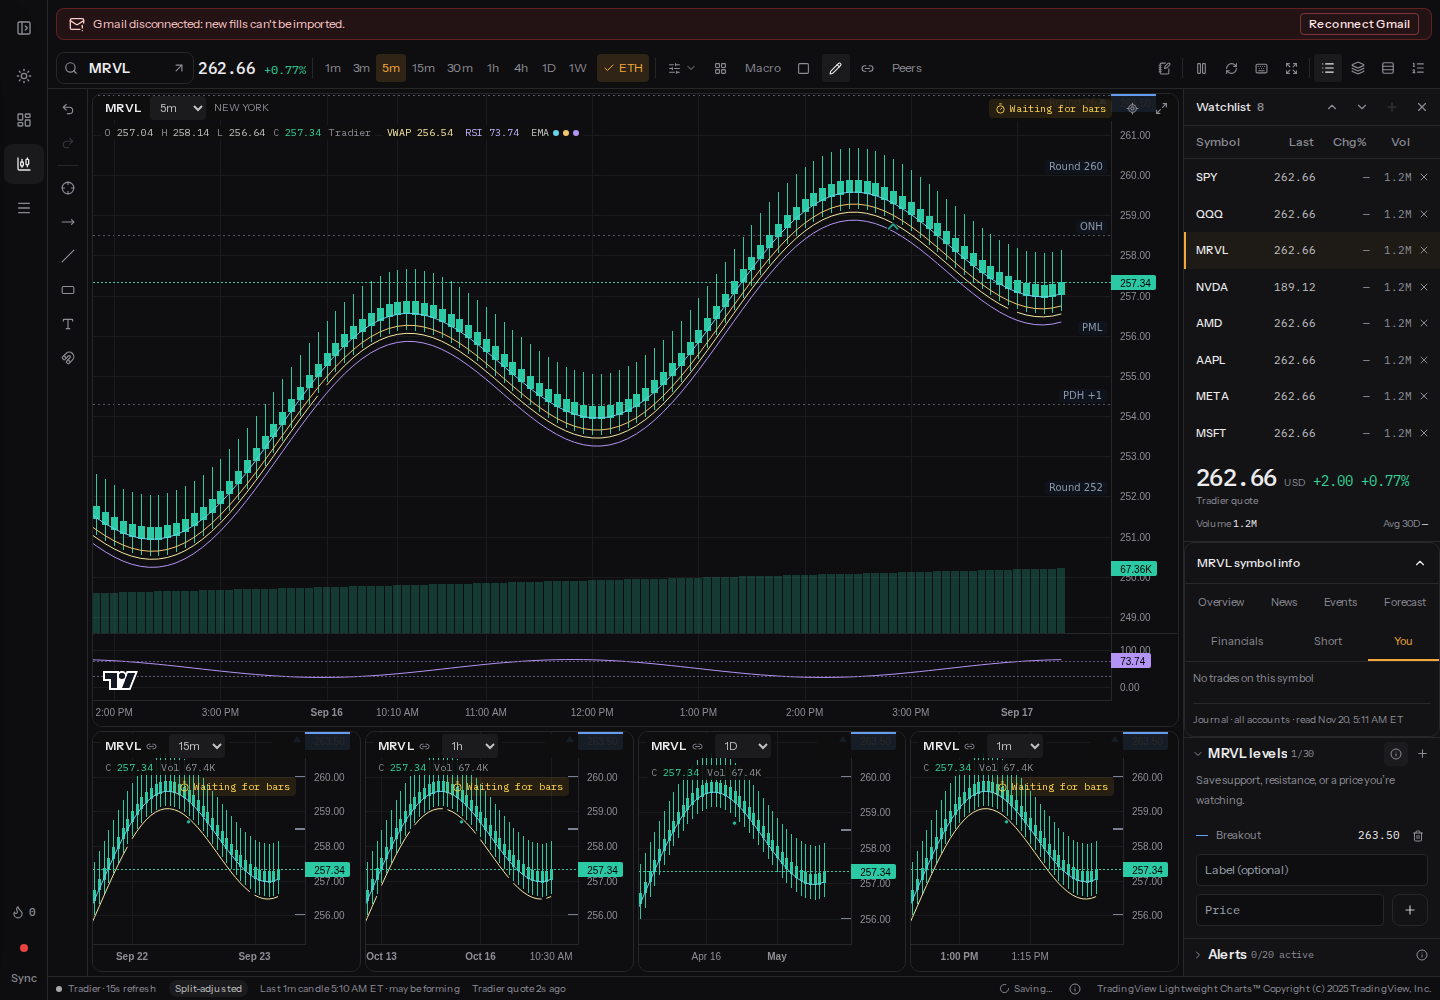 Gmail disconnected: new fills can't be imported.
Reconnect Gmail
MRVL 262.66 +0.77% 1m 3m 5m 15m 30m 1h 4h 1D 1W ETH Macro Peers
MRVL 5m NEW YORK
Waiting for bars
O 257.04 H 258.14 L 256.64 C 257.34 Tradier VWAP 256.54 RSI 73.74 EMA
261.00
Round 260
260.00
259.00
ONH
258.00
257.34
257.00
PML
256.00
255.00
PDH +1
254.00
253.00
Round 252
252.00
251.00
67.36K
250.00
249.00
100.00
73.74
0.00
2:00 PM 3:00 PM Sep 16 10:10 AM 11:00 AM 12:00 PM 1:00 PM 2:00 PM 3:00 PM Sep 17
MRVL 15m
C 257.34 Vol 67.4K
Waiting for bars
260.00
259.00
258.00
257.34
257.00
256.00
Sep 22 Sep 23
MRVL 1h
C 257.34 Vol 67.4K
Waiting for bars
260.00
259.00
258.00
257.34
257.00
256.00
Oct 13 Oct 16 10:30 AM
MRVL 1D
C 257.34 Vol 67.4K
260.00
259.00
258.00
257.34
257.00
256.00
Apr 16 May
MRVL 1m
C 257.34 Vol 67.4K
Waiting for bars
260.00
259.00
258.00
257.34
257.00
256.00
1:00 PM 1:15 PM
Watchlist 8
Symbol Last Chg% Vol
SPY 262.66 — 1.2M
QQQ 262.66 — 1.2M
MRVL 262.66 — 1.2M
NVDA 189.12 — 1.2M
AMD 262.66 — 1.2M
AAPL 262.66 — 1.2M
META 262.66 — 1.2M
MSFT 262.66 — 1.2M
262.66 USD +2.00 +0.77%
Tradier quote
Volume 1.2M Avg 30D —
MRVL symbol info
Overview News Events Forecast
Financials Short You
No trades on this symbol
Journal · all accounts · read Nov 20, 5:11 AM ET
MRVL levels 1/30
Save support, resistance, or a price you're
watching.
Breakout 263.50
Label (optional)
Price
Alerts 0/20 active
0
Sync
Tradier · 15s refresh Split-adjusted Last 1m candle 5:10 AM ET · may be forming Tradier quote 2s ago Saving... TradingView Lightweight Charts™ Copyright (c) 2025 TradingView, Inc.